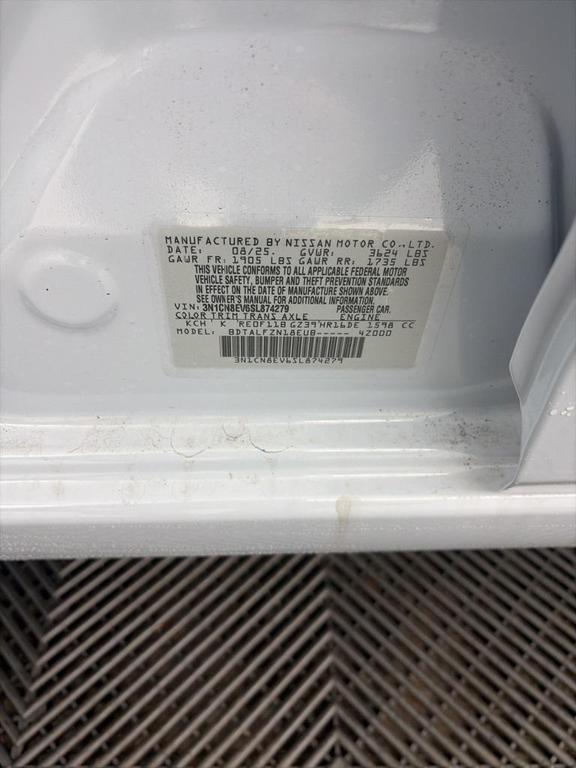 MANUFACTURED BY NISSAN MOTOR CO.,LTD.
DATE: 08/25. GVWR: 3624 LBS
GAWR FR: 1905 LBS GAWR RR: 1735 LBS
THIS VEHICLE CONFORMS TO ALL APPLICABLE FEDERAL MOTOR
VEHICLE SAFETY, BUMPER AND THEFT PREVENTION STANDARDS
IN EFFECT ON THE DATE OF MANUFACTURE SHOWN ABOVE.
SEE OWNER'S MANUAL FOR ADDITIONAL INFORMATION
VIN: 3N1CN8EV6SL874279 PASSENGER CAR.
COLOR TRIM TRANS AXLE ENGINE
KCH K RE0F11B GZ39 HR16DE 1598 CC
MODEL: BDTALFZN18EUB----- 4Z000
3N1CN8EV6SL874279